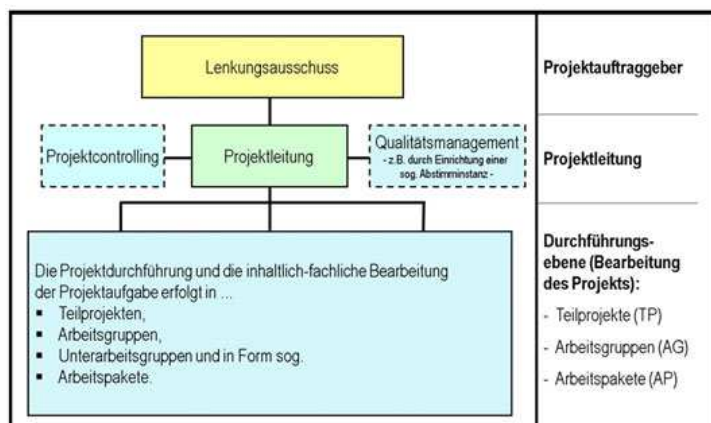 Lenkungsausschuss
Projektauftraggeber
Projektcontrolling
Projektleitung
Qualitätsmanagement
- z.B. durch Einrichtung einer
sog. Abstimminstanz -
Projektleitung
Die Projektdurchführung und die inhaltlich-fachliche Bearbeitung
der Projektaufgabe erfolgt in ...
▪ Teilprojekten,
▪ Arbeitsgruppen,
▪ Unterarbeitsgruppen und in Form sog.
▪ Arbeitspakete.
Durchführungs-
ebene (Bearbeitung
des Projekts):
- Teilprojekte (TP)
- Arbeitsgruppen (AG)
- Arbeitspakete (AP)